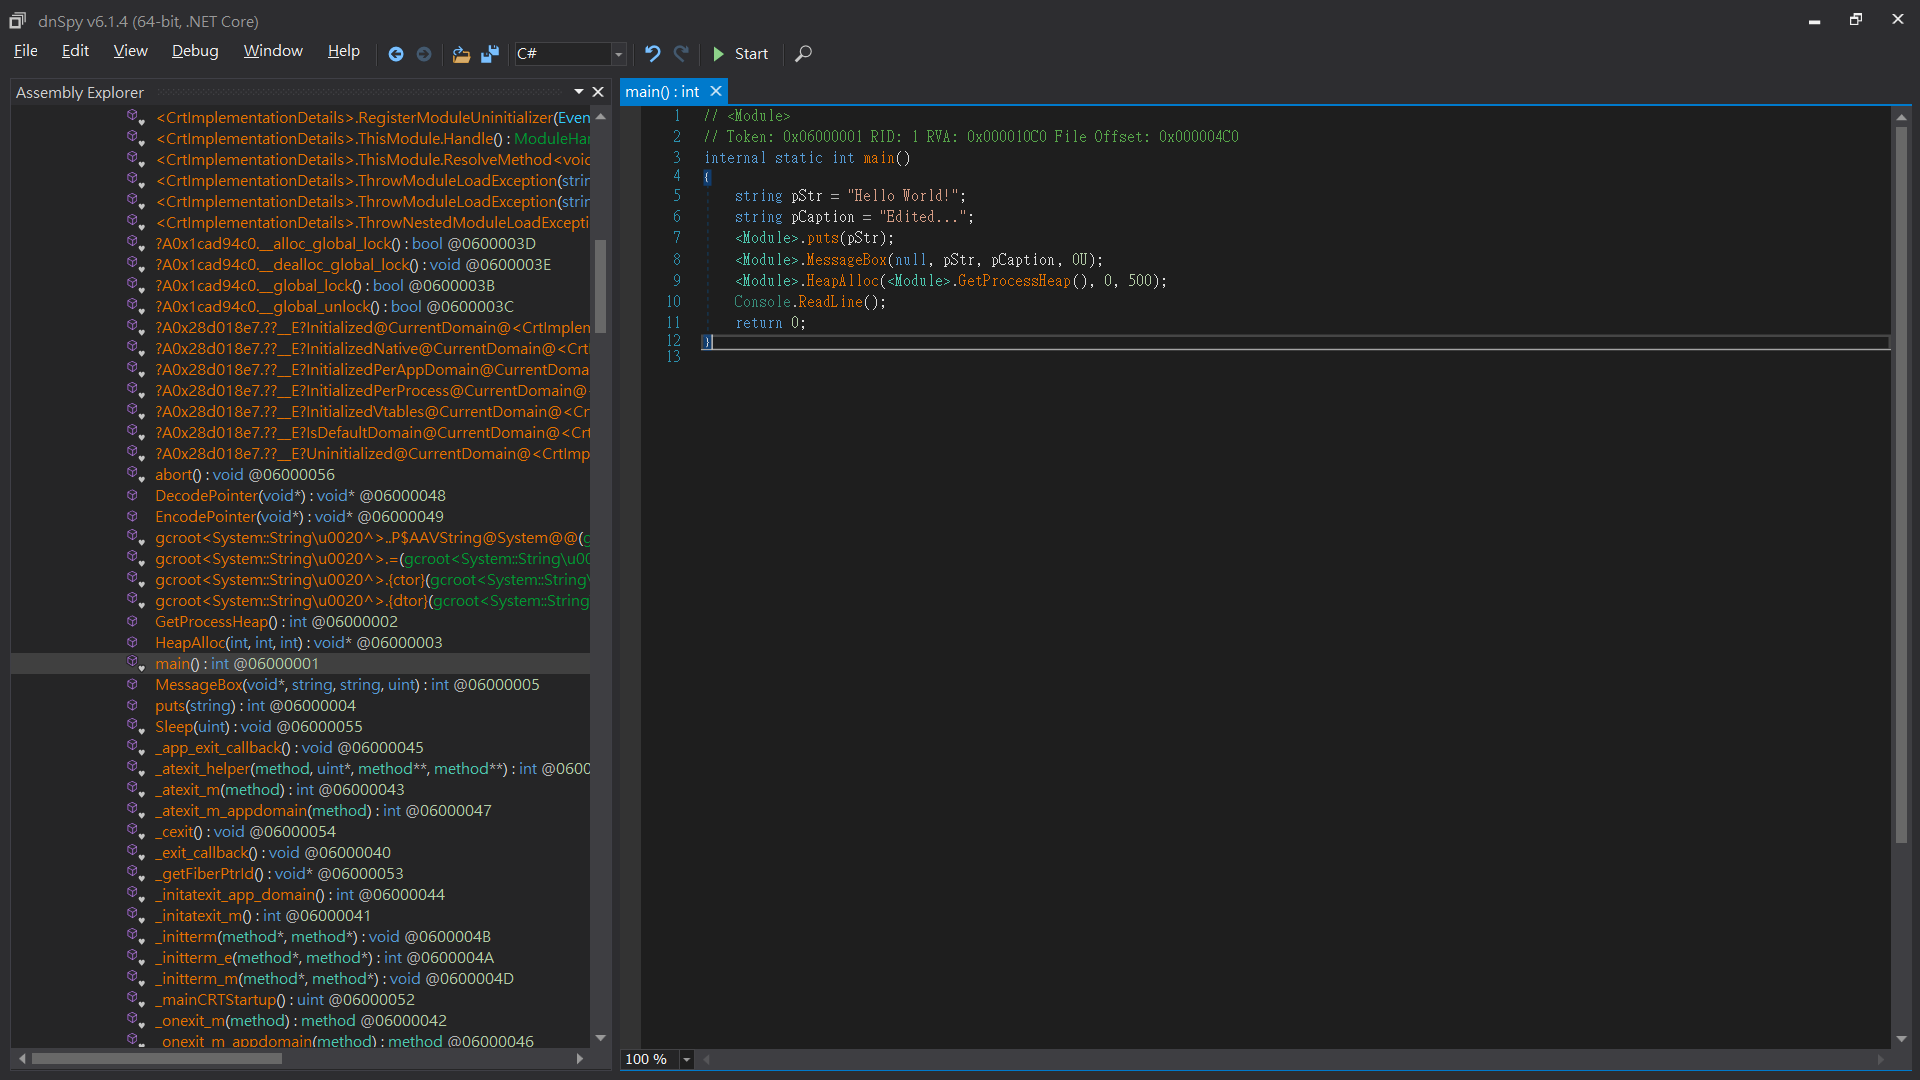 dnSpy v6.1.4 (64-bit, .NET Core)
File Edit View Debug Window Help C# Start
Assembly Explorer
<CrtImplementationDetails>.RegisterModuleUninitializer(Even
<CrtImplementationDetails>.ThisModule.Handle() : ModuleHan
<CrtImplementationDetails>.ThisModule.ResolveMethod<void
<CrtImplementationDetails>.ThrowModuleLoadException(strin
<CrtImplementationDetails>.ThrowModuleLoadException(strin
<CrtImplementationDetails>.ThrowNestedModuleLoadExcepti
?A0x1cad94c0.__alloc_global_lock() : bool @0600003D
?A0x1cad94c0.__dealloc_global_lock() : void @0600003E
?A0x1cad94c0.__global_lock() : bool @0600003B
?A0x1cad94c0.__global_unlock() : bool @0600003C
?A0x28d018e7.??__E?Initialized@CurrentDomain@<CrtImplem
?A0x28d018e7.??__E?InitializedNative@CurrentDomain@<Crt
?A0x28d018e7.??__E?InitializedPerAppDomain@CurrentDoma
?A0x28d018e7.??__E?InitializedPerProcess@CurrentDomain@
?A0x28d018e7.??__E?InitializedVtables@CurrentDomain@<Cr
?A0x28d018e7.??__E?IsDefaultDomain@CurrentDomain@<Crt
?A0x28d018e7.??__E?Uninitialized@CurrentDomain@<CrtImp
abort() : void @06000056
DecodePointer(void*) : void* @06000048
EncodePointer(void*) : void* @06000049
gcroot<System::String\u0020^>..P$AAVString@System@@(g
gcroot<System::String\u0020^>.=(gcroot<System::String\u00
gcroot<System::String\u0020^>.{ctor}(gcroot<System::String\
gcroot<System::String\u0020^>.{dtor}(gcroot<System::String
GetProcessHeap() : int @06000002
HeapAlloc(int, int, int) : void* @06000003
main() : int @06000001
MessageBox(void*, string, string, uint) : int @06000005
puts(string) : int @06000004
Sleep(uint) : void @06000055
_app_exit_callback() : void @06000045
_atexit_helper(method, uint*, method**, method**) : int @0600
_atexit_m(method) : int @06000043
_atexit_m_appdomain(method) : int @06000047
_cexit() : void @06000054
_exit_callback() : void @06000040
_getFiberPtrId() : void* @06000053
_initatexit_app_domain() : int @06000044
_initatexit_m() : int @06000041
_initterm(method*, method*) : void @0600004B
_initterm_e(method*, method*) : int @0600004A
_initterm_m(method*, method*) : void @0600004D
_mainCRTStartup() : uint @06000052
_onexit_m(method) : method @06000042
_onexit_m_appdomain(method) : method @06000046
main() : int
1 // <Module>
2 // Token: 0x06000001 RID: 1 RVA: 0x000010C0 File Offset: 0x000004C0
3 internal static int main()
4 {
5 string pStr = "Hello World!";
6 string pCaption = "Edited...";
7 <Module>.puts(pStr);
8 <Module>.MessageBox(null, pStr, pCaption, 0U);
9 <Module>.HeapAlloc(<Module>.GetProcessHeap(), 0, 500);
10 Console.ReadLine();
11 return 0;
12 }
13
100 %